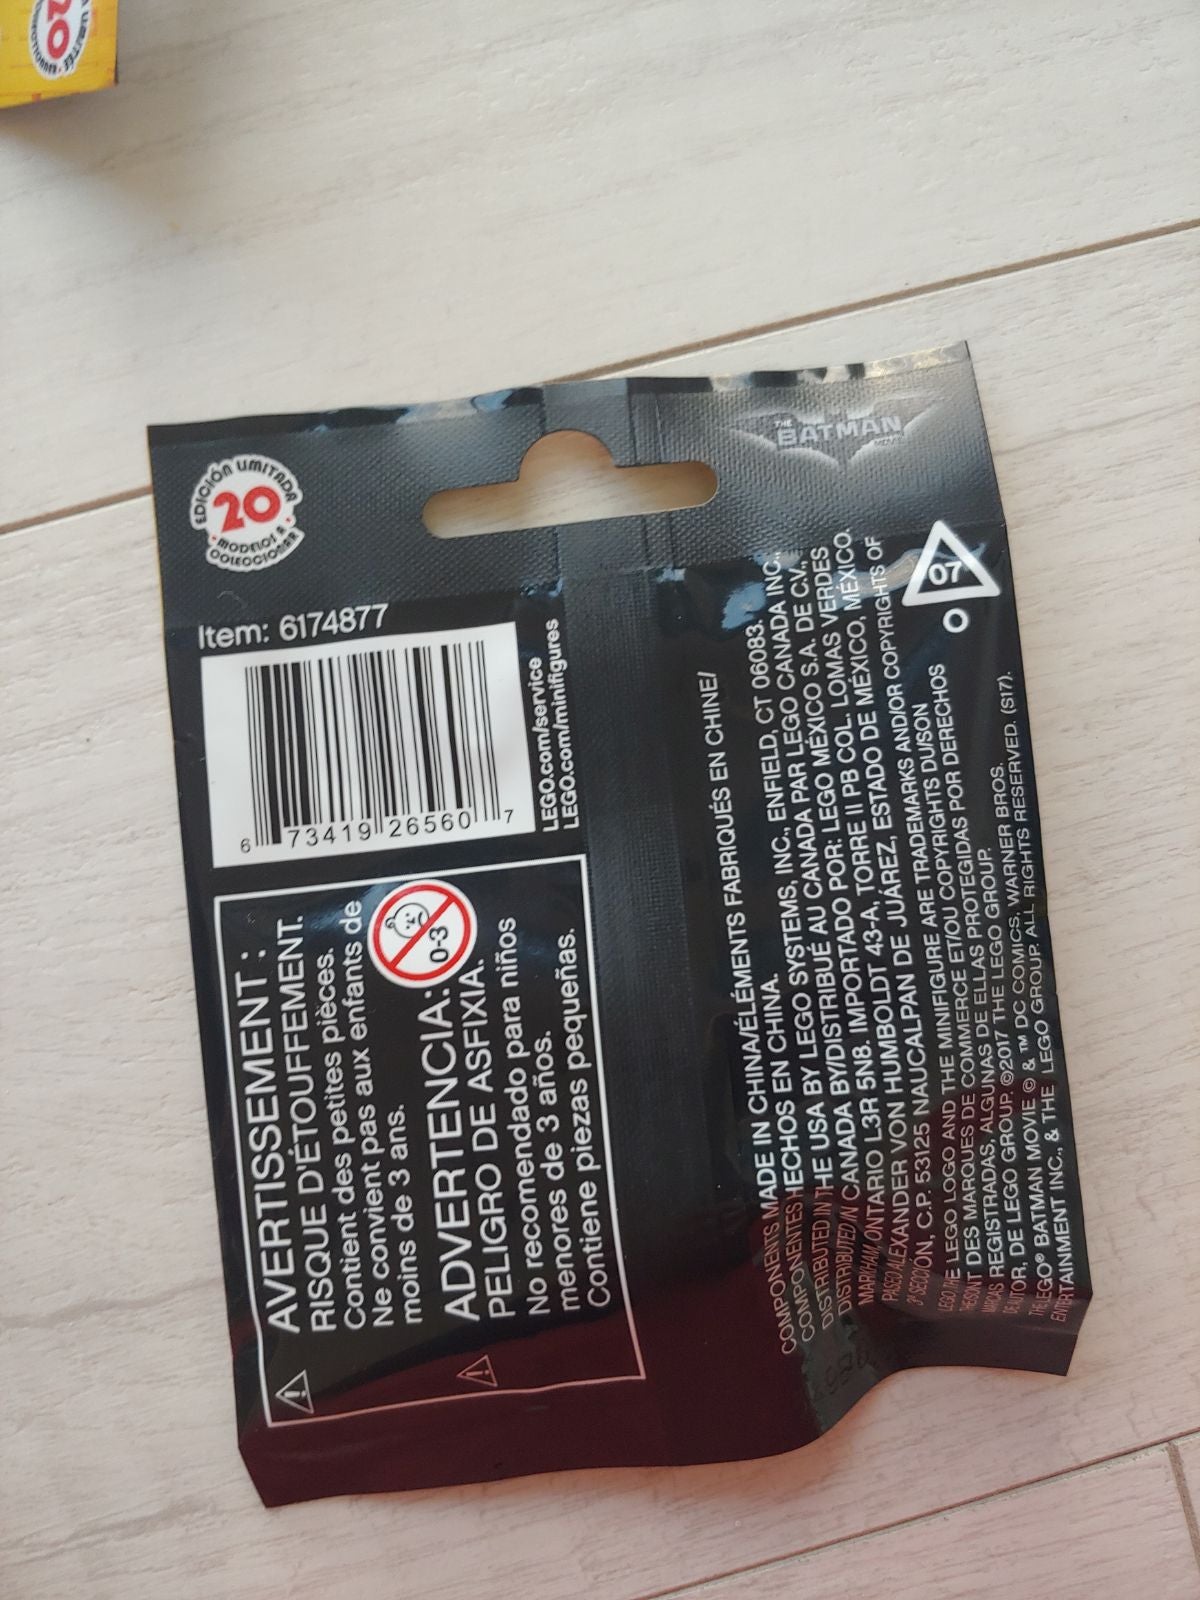 20
EDICIÓN LIMITADA
20
MODELOS A
COLECCIONAR
THE
BATMAN
MOVIE
Item: 6174877
6 73419 26560 7
LEGO.com/service
LEGO.com/minifigures
AVERTISSEMENT :
RISQUE D'ÉTOUFFEMENT.
Contient des petites pièces.
Ne convient pas aux enfants de
moins de 3 ans.
0-3
ADVERTENCIA:
PELIGRO DE ASFIXIA.
No recomendado para niños
menores de 3 años.
Contiene piezas pequeñas.
COMPONENTS MADE IN CHINA/ÉLÉMENTS FABRIQUÉS EN CHINE/
COMPONENTES HECHOS EN CHINA.
DISTRIBUTED IN THE USA BY LEGO SYSTEMS, INC., ENFIELD, CT 06083.
DISTRIBUTED IN CANADA BY/DISTRIBUÉ AU CANADA PAR LEGO CANADA INC.,
MARKHAM ONTARIO L3R 5N8. IMPORTADO POR: LEGO MÉXICO S.A. DE C.V.,
PASEO ALEXANDER VON HUMBOLDT 43-A, TORRE II PB COL. LOMAS VERDES
3ª SECCIÓN, C.P. 53125 NAUCALPAN DE JUÁREZ, ESTADO DE MÉXICO, MÉXICO.
LEGO, THE LEGO LOGO AND THE MINIFIGURE ARE TRADEMARKS AND/OR COPYRIGHTS OF
THE/SONT DES MARQUES DE COMMERCE ET/OU COPYRIGHTS DU/SON
MARCAS REGISTRADAS, ALGUNAS DE ELLAS PROTEGIDAS POR DERECHOS
DE AUTOR, DE LEGO GROUP. ©2017 THE LEGO GROUP.
THE LEGO® BATMAN MOVIE © & ™ DC COMICS, WARNER BROS.
ENTERTAINMENT INC., & THE LEGO GROUP. ALL RIGHTS RESERVED. (S17).
07
O